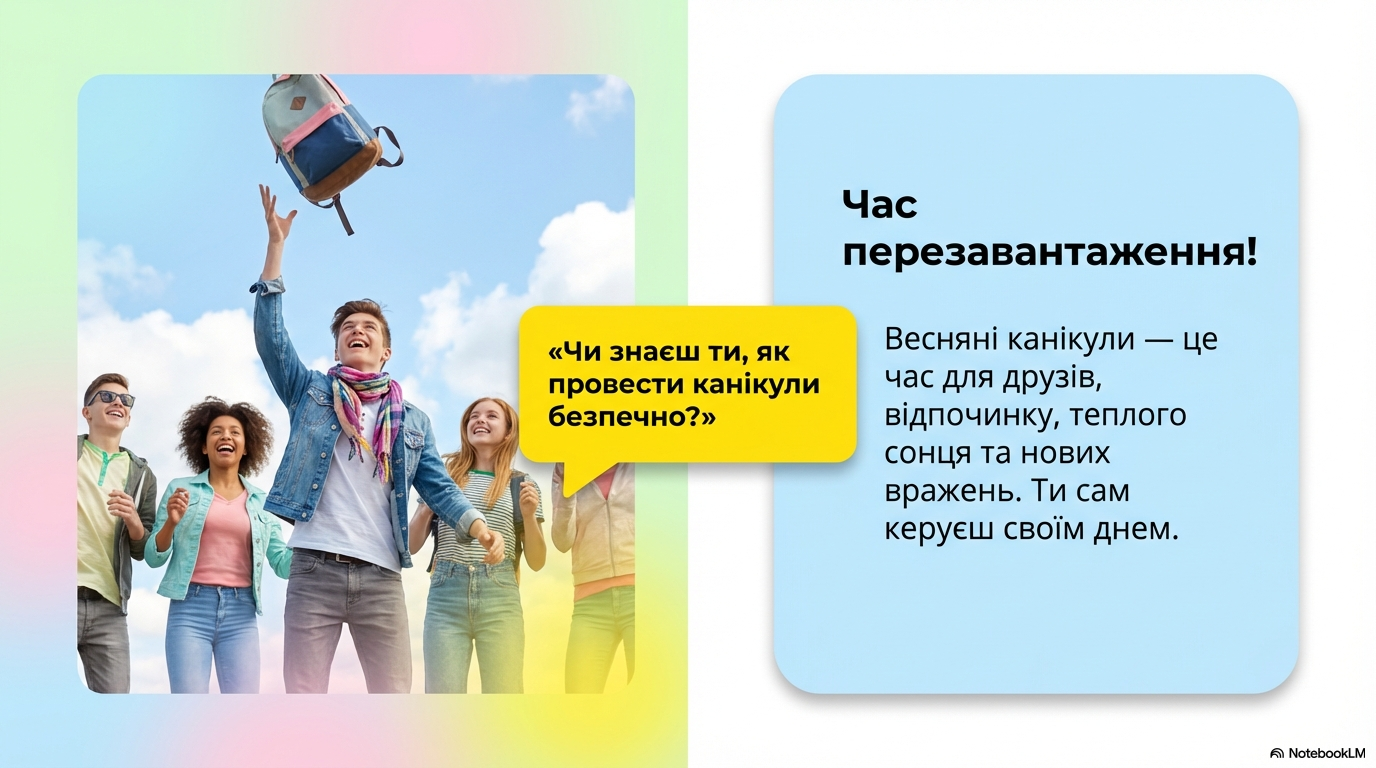 «Чи знаєш ти, як
провести канікули
безпечно?»
Час
перезавантаження!
Весняні канікули — це
час для друзів,
відпочинку, теплого
сонця та нових
вражень. Ти сам
керуєш своїм днем.
NotebookLM